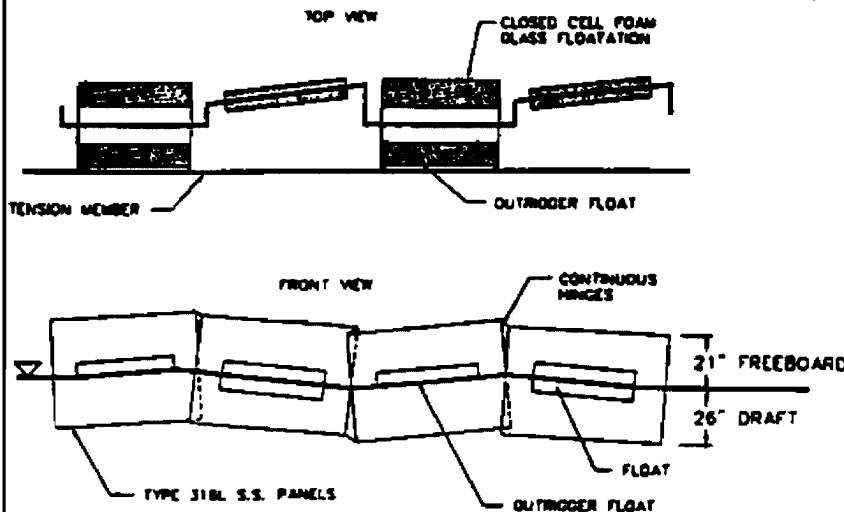 TOP VIEW
CLOSED CELL FOAM
GLASS FLOATATION
TENSION MEMBER
OUTRIGGER FLOAT
FRONT VIEW
CONTINUOUS
HINGES
21" FREEBOARD
26" DRAFT
FLOAT
TYPE 316L S.S. PANELS
OUTRIGGER FLOAT